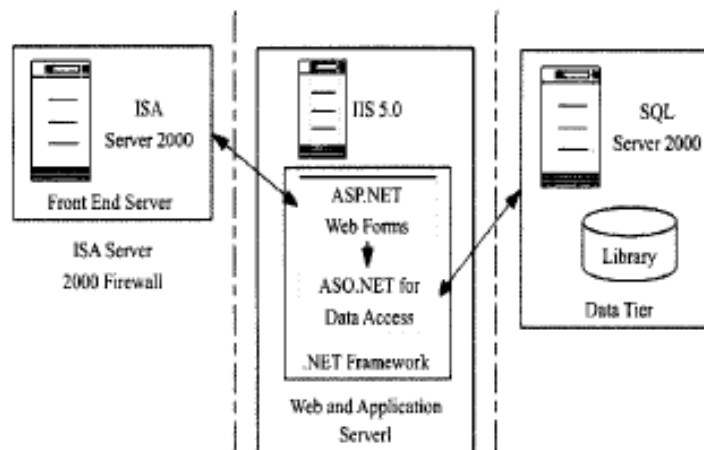 ISA
Server 2000
Front End Server
ISA Server
2000 Firewall
IIS 5.0
ASP.NET
Web Forms
ASO.NET for
Data Access
.NET Framework
Web and Application
Serverl
SQL
Server 2000
Library
Data Tier